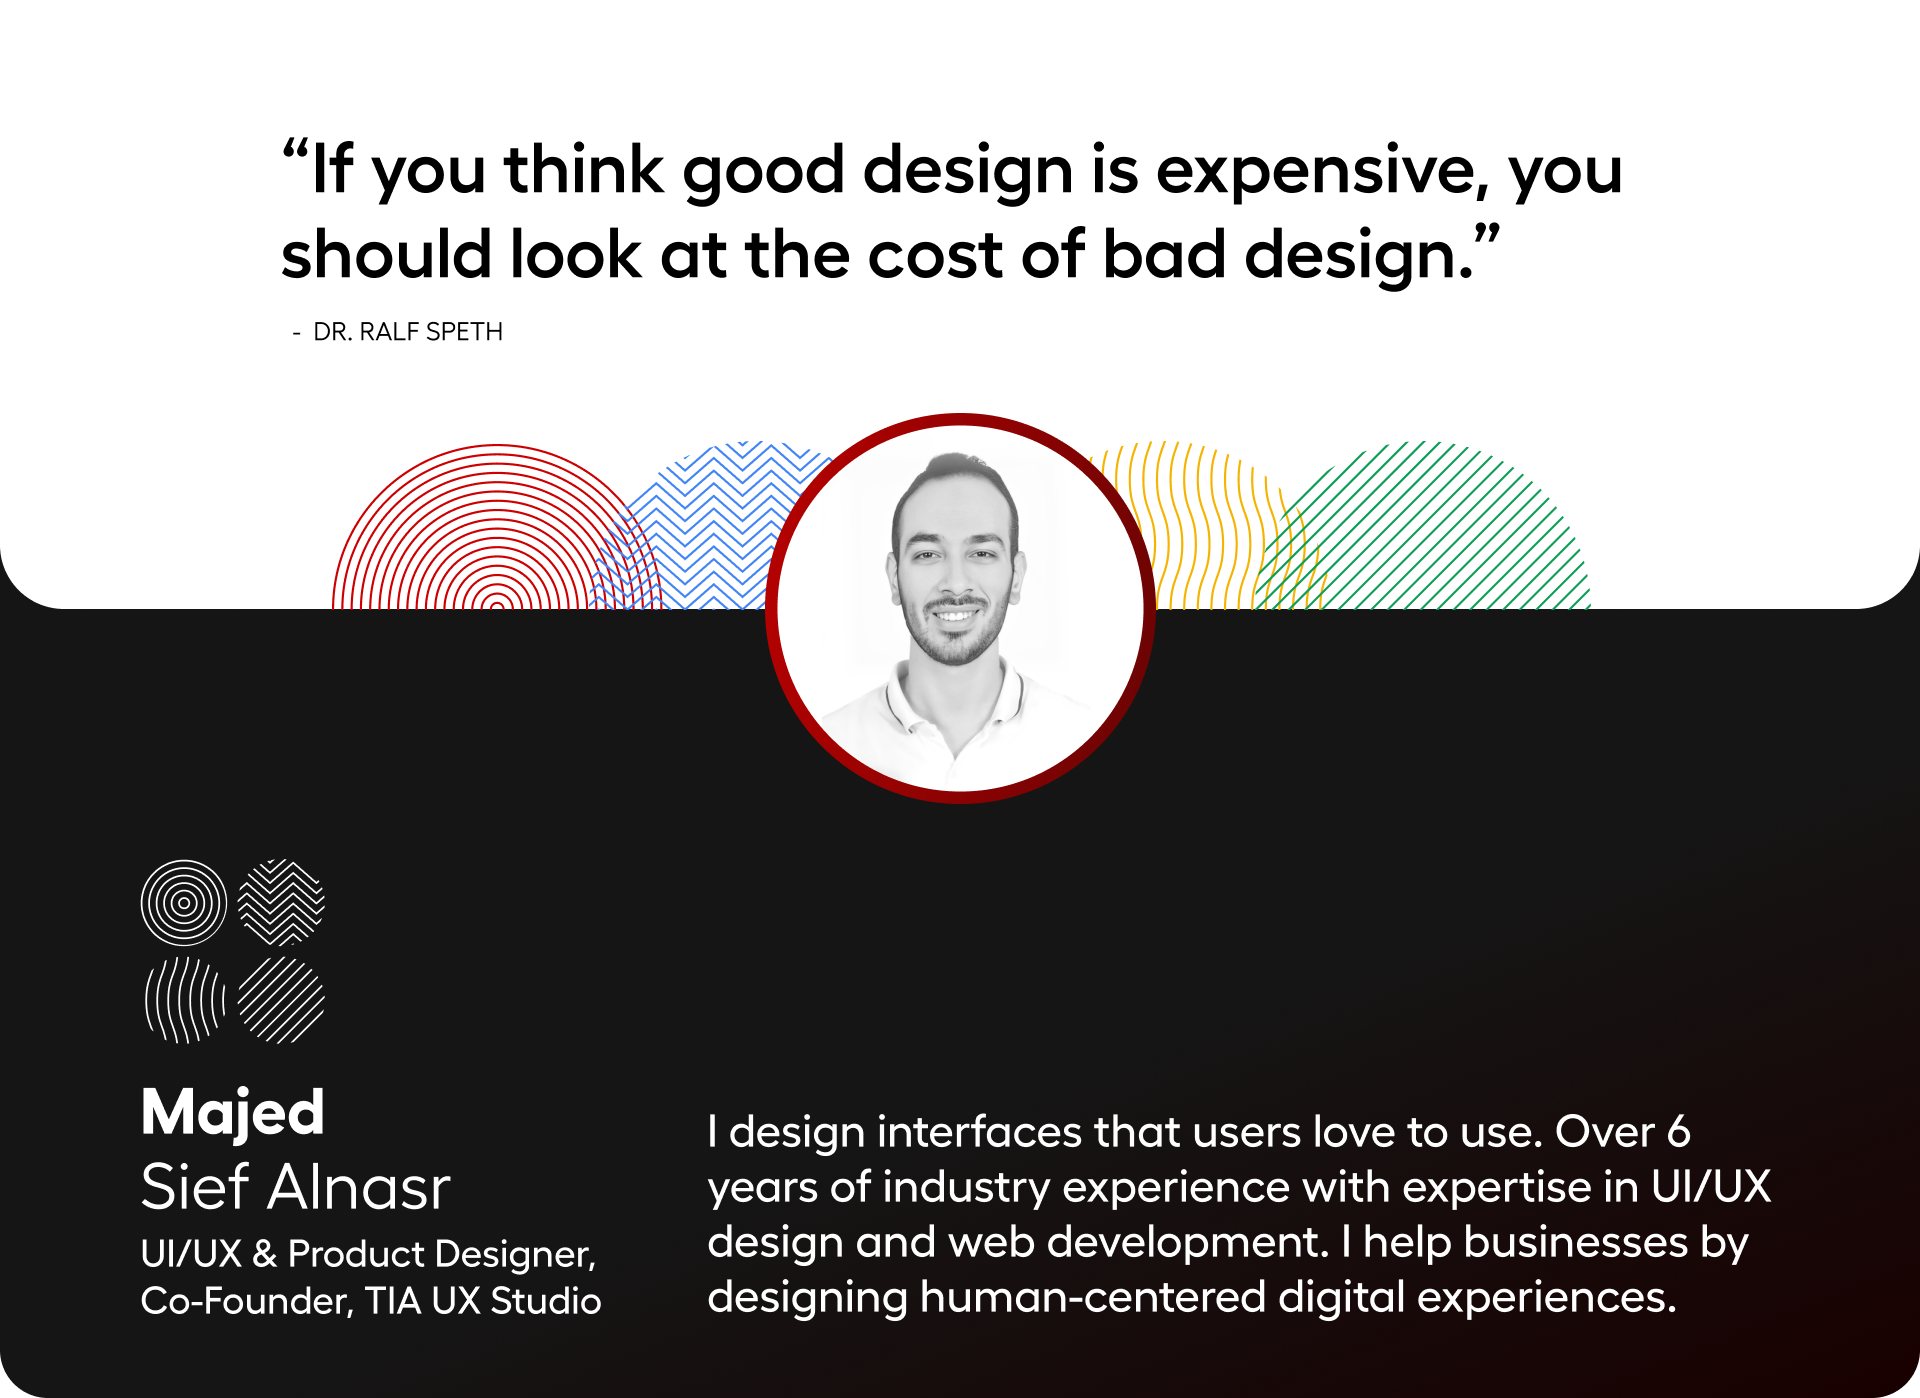 “If you think good design is expensive, you
should look at the cost of bad design.”
- DR. RALF SPETH
Majed
Sief Alnasr
UI/UX & Product Designer,
Co-Founder, TIA UX Studio
I design interfaces that users love to use. Over 6
years of industry experience with expertise in UI/UX
design and web development. I help businesses by
designing human-centered digital experiences.